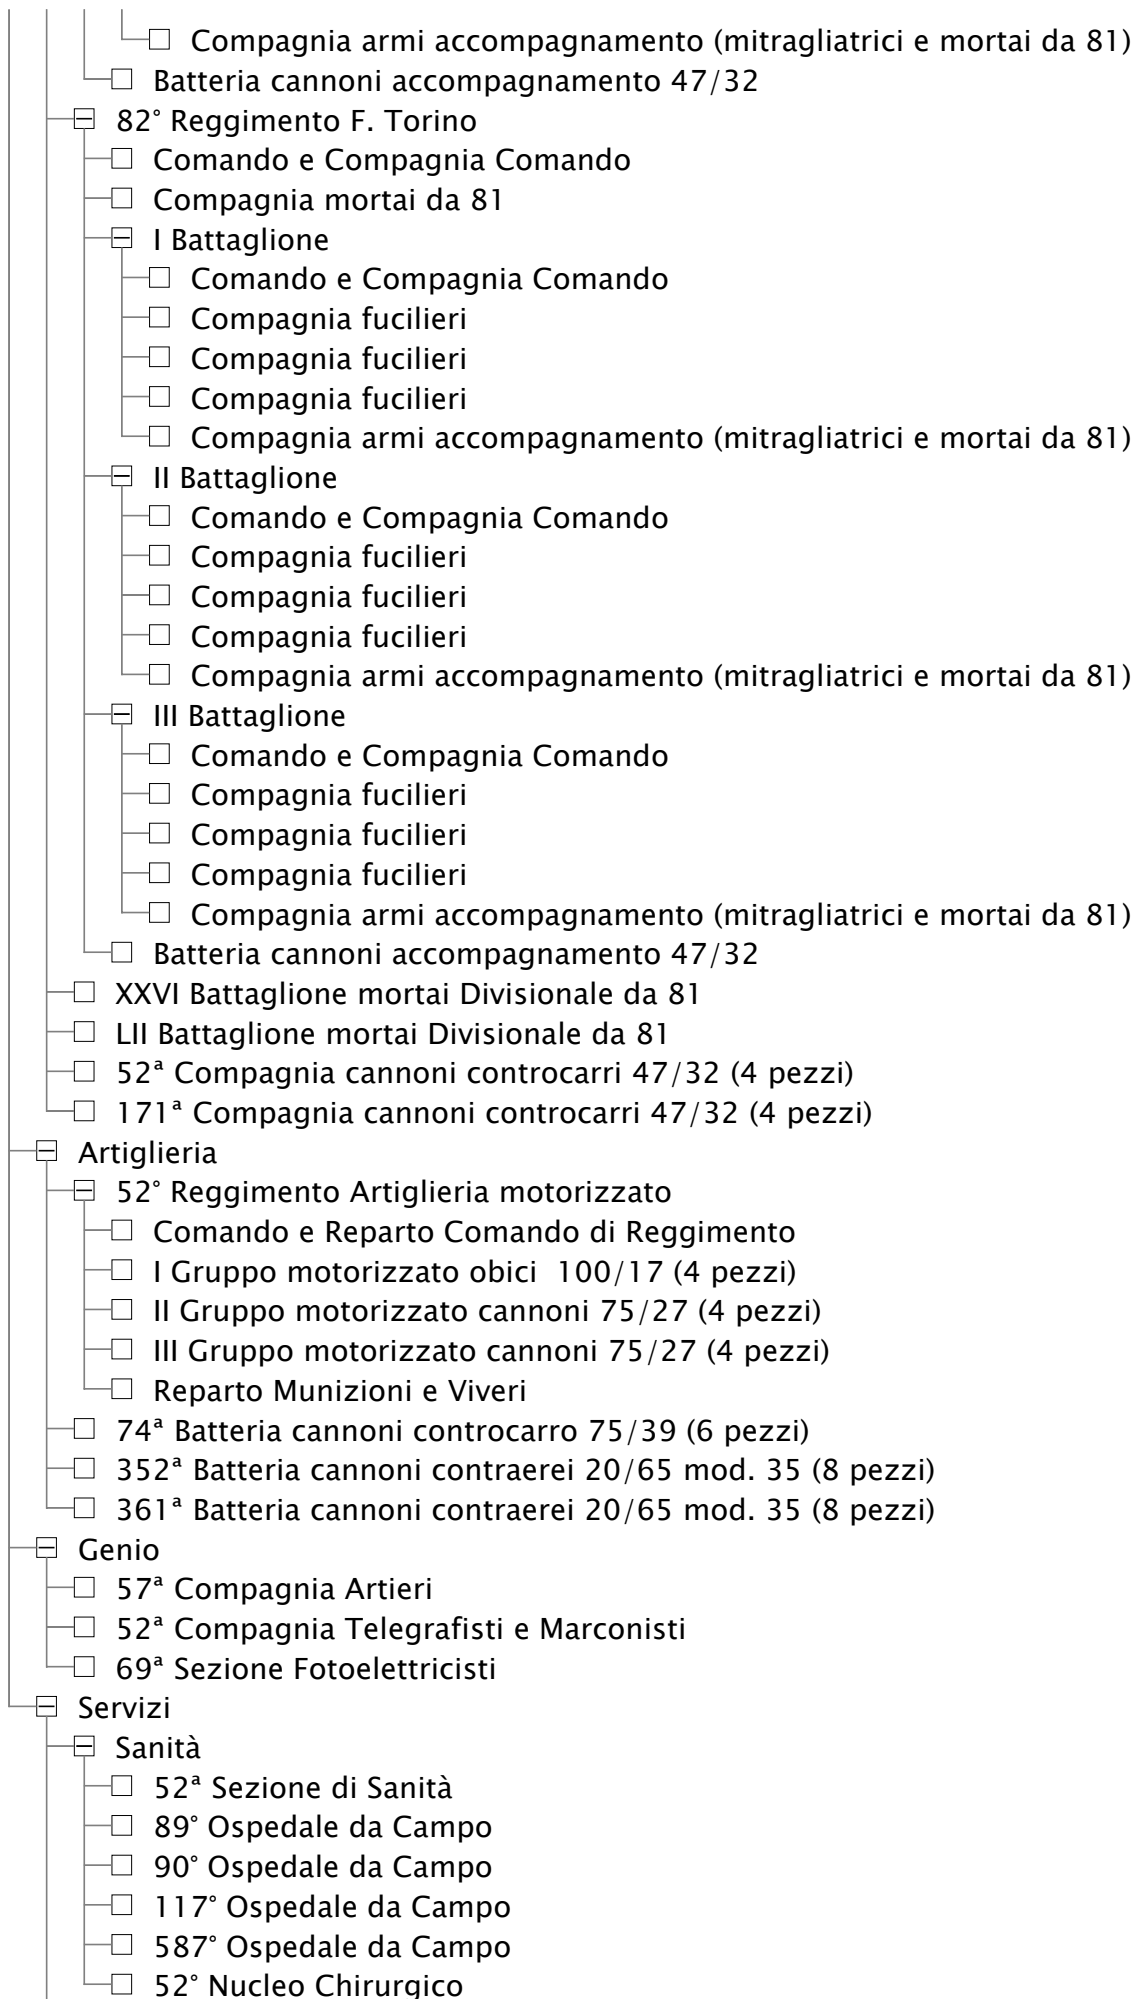 Compagnia armi accompagnamento (mitragliatrici e mortai da 81)
Batteria cannoni accompagnamento 47/32
82° Reggimento F. Torino
Comando e Compagnia Comando
Compagnia mortai da 81
I Battaglione
Comando e Compagnia Comando
Compagnia fucilieri
Compagnia fucilieri
Compagnia fucilieri
Compagnia armi accompagnamento (mitragliatrici e mortai da 81)
II Battaglione
Comando e Compagnia Comando
Compagnia fucilieri
Compagnia fucilieri
Compagnia fucilieri
Compagnia armi accompagnamento (mitragliatrici e mortai da 81)
III Battaglione
Comando e Compagnia Comando
Compagnia fucilieri
Compagnia fucilieri
Compagnia fucilieri
Compagnia armi accompagnamento (mitragliatrici e mortai da 81)
Batteria cannoni accompagnamento 47/32
XXVI Battaglione mortai Divisionale da 81
LII Battaglione mortai Divisionale da 81
52ª Compagnia cannoni controcarri 47/32 (4 pezzi)
171ª Compagnia cannoni controcarri 47/32 (4 pezzi)
Artiglieria
52° Reggimento Artiglieria motorizzato
Comando e Reparto Comando di Reggimento
I Gruppo motorizzato obici  100/17 (4 pezzi)
II Gruppo motorizzato cannoni 75/27 (4 pezzi)
III Gruppo motorizzato cannoni 75/27 (4 pezzi)
Reparto Munizioni e Viveri
74ª Batteria cannoni controcarro 75/39 (6 pezzi)
352ª Batteria cannoni contraerei 20/65 mod. 35 (8 pezzi)
361ª Batteria cannoni contraerei 20/65 mod. 35 (8 pezzi)
Genio
57ª Compagnia Artieri
52ª Compagnia Telegrafisti e Marconisti
69ª Sezione Fotoelettricisti
Servizi
Sanità
52ª Sezione di Sanità
89° Ospedale da Campo
90° Ospedale da Campo
117° Ospedale da Campo
587° Ospedale da Campo
52° Nucleo Chirurgico